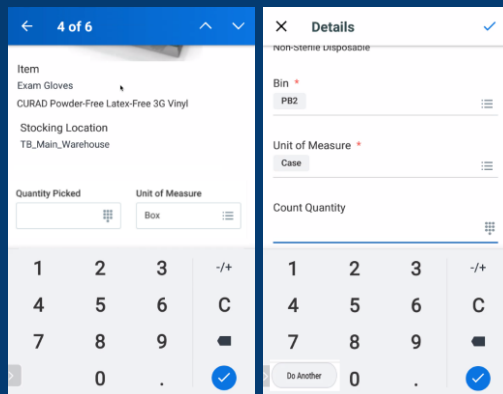 4 of 6
Item
Exam Gloves
CURAD Powder-Free Latex-Free 3G Vinyl
Stocking Location
TB_Main_Warehouse
Quantity Picked
Unit of Measure
Box
1 2 3 -/+
4 5 6 C
7 8 9
0 .
Details
Non-Sterile Disposable
Bin *
PB2
Unit of Measure *
Case
Count Quantity
1 2 3 -/+
4 5 6 C
7 8 9
Do Another 0 .